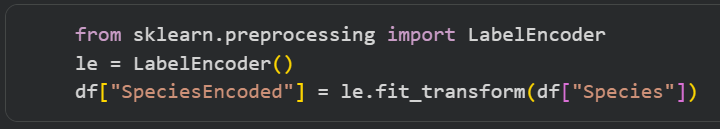 from sklearn.preprocessing import LabelEncoder
le = LabelEncoder()
df["SpeciesEncoded"] = le.fit_transform(df["Species"])